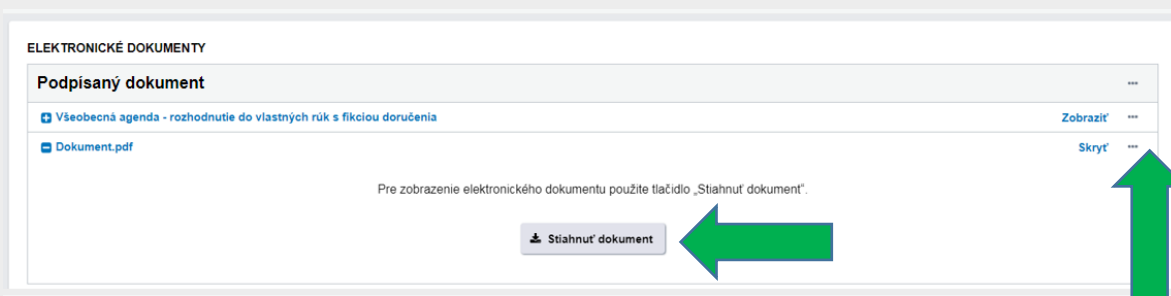 ELEKTRONICKÉ DOKUMENTY
Podpísaný dokument ...
Všeobecná agenda - rozhodnutie do vlastných rúk s fikciou doručenia Zobraziť ...
Dokument.pdf Skryť ...
Pre zobrazenie elektronického dokumentu použite tlačidlo „Stiahnuť dokument“.
Stiahnuť dokument